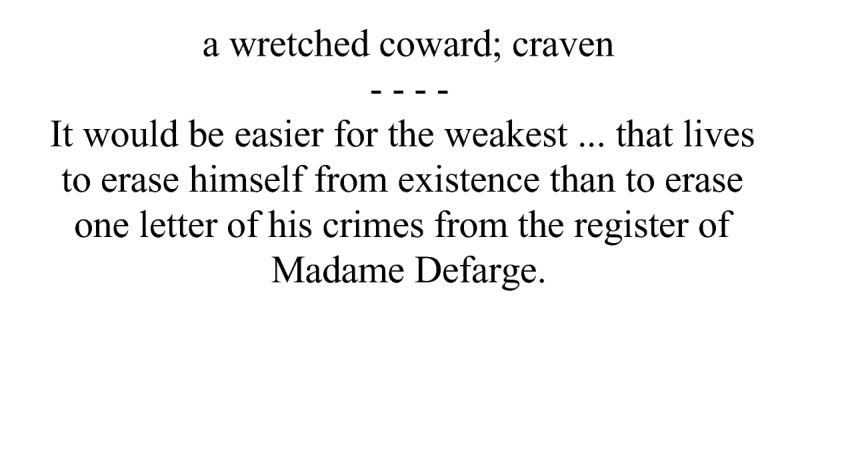 a wretched coward; craven
- - - -
It would be easier for the weakest ... that lives
to erase himself from existence than to erase
one letter of his crimes from the register of
Madame Defarge.